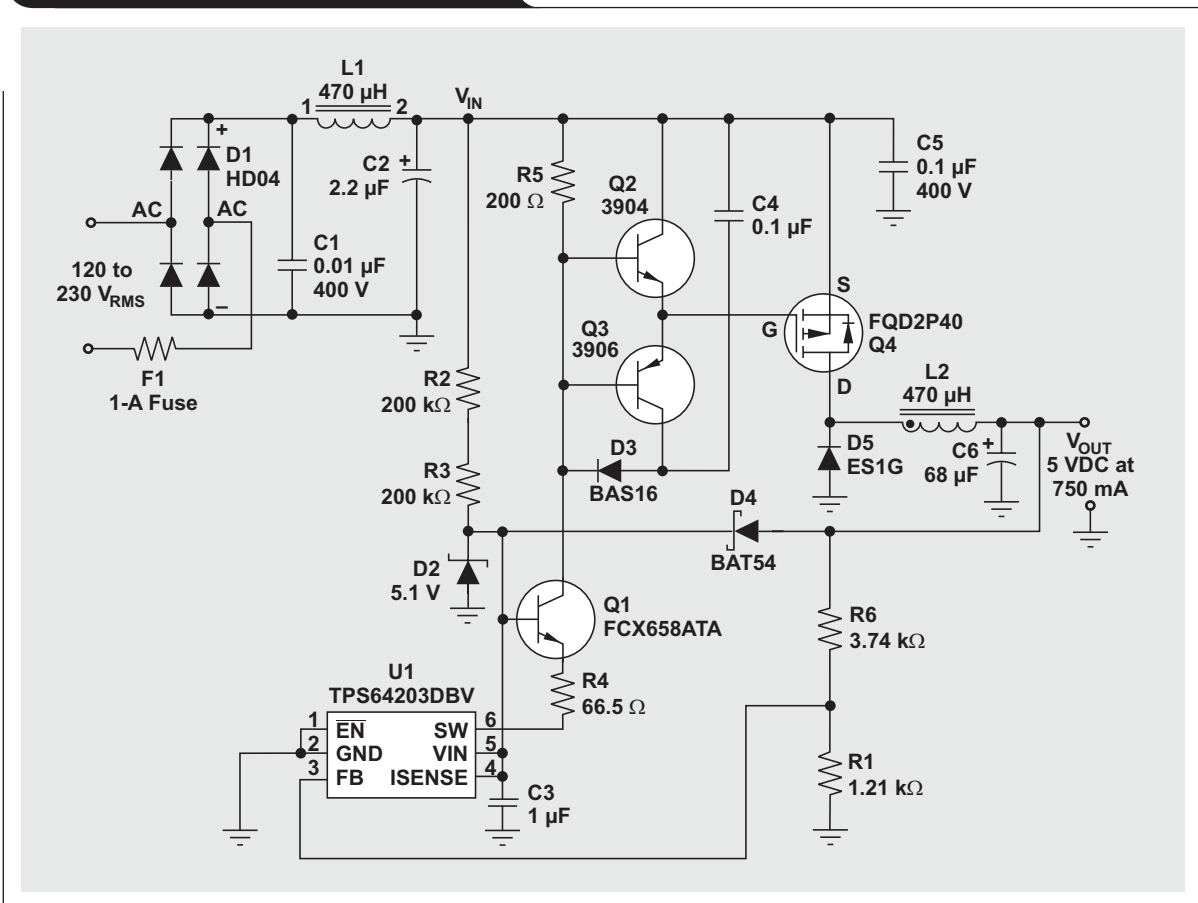 L1
470 µH
1
2
V_IN
+
D1
HD04
AC
AC
120 to
230 V_RMS
–
F1
1-A Fuse
C1
0.01 µF
400 V
C2
2.2 µF
+
R5
200 Ω
Q2
3904
C4
0.1 µF
C5
0.1 µF
400 V
Q3
3906
S
G
D
FQD2P40
Q4
R2
200 kΩ
R3
200 kΩ
D3
BAS16
L2
470 µH
D5
ES1G
C6
68 µF
+
V_OUT
5 VDC at
750 mA
D4
BAT54
D2
5.1 V
Q1
FCX658ATA
R6
3.74 kΩ
R4
66.5 Ω
U1
TPS64203DBV
1 E̅N̅ SW 6
2 GND VIN 5
3 FB ISENSE 4
C3
1 µF
R1
1.21 kΩ